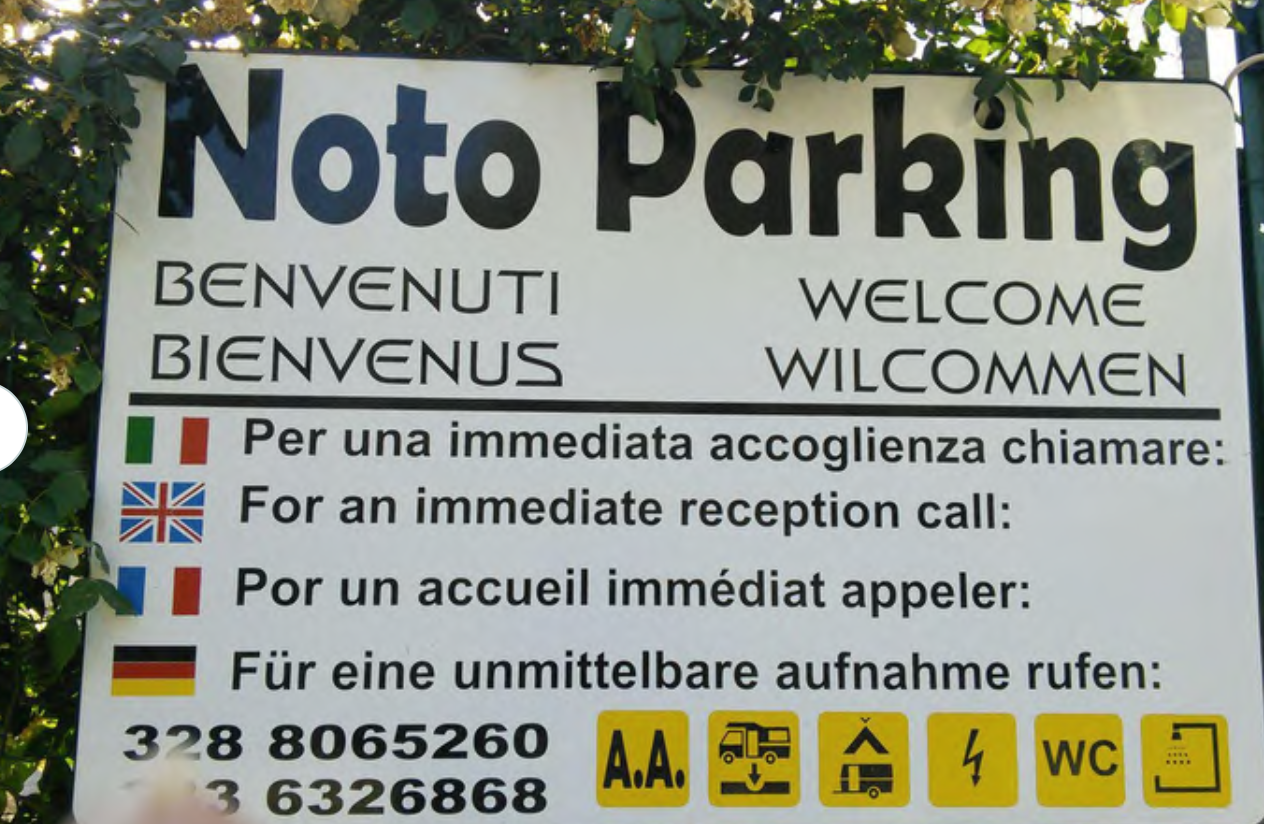 Noto Parking
BENVENUTI WELCOME
BIENVENUS WILCOMMEN
Per una immediata accoglienza chiamare:
For an immediate reception call:
Por un accueil immédiat appeler:
Für eine unmittelbare aufnahme rufen:
328 8065260
6326868
A.A.
WC